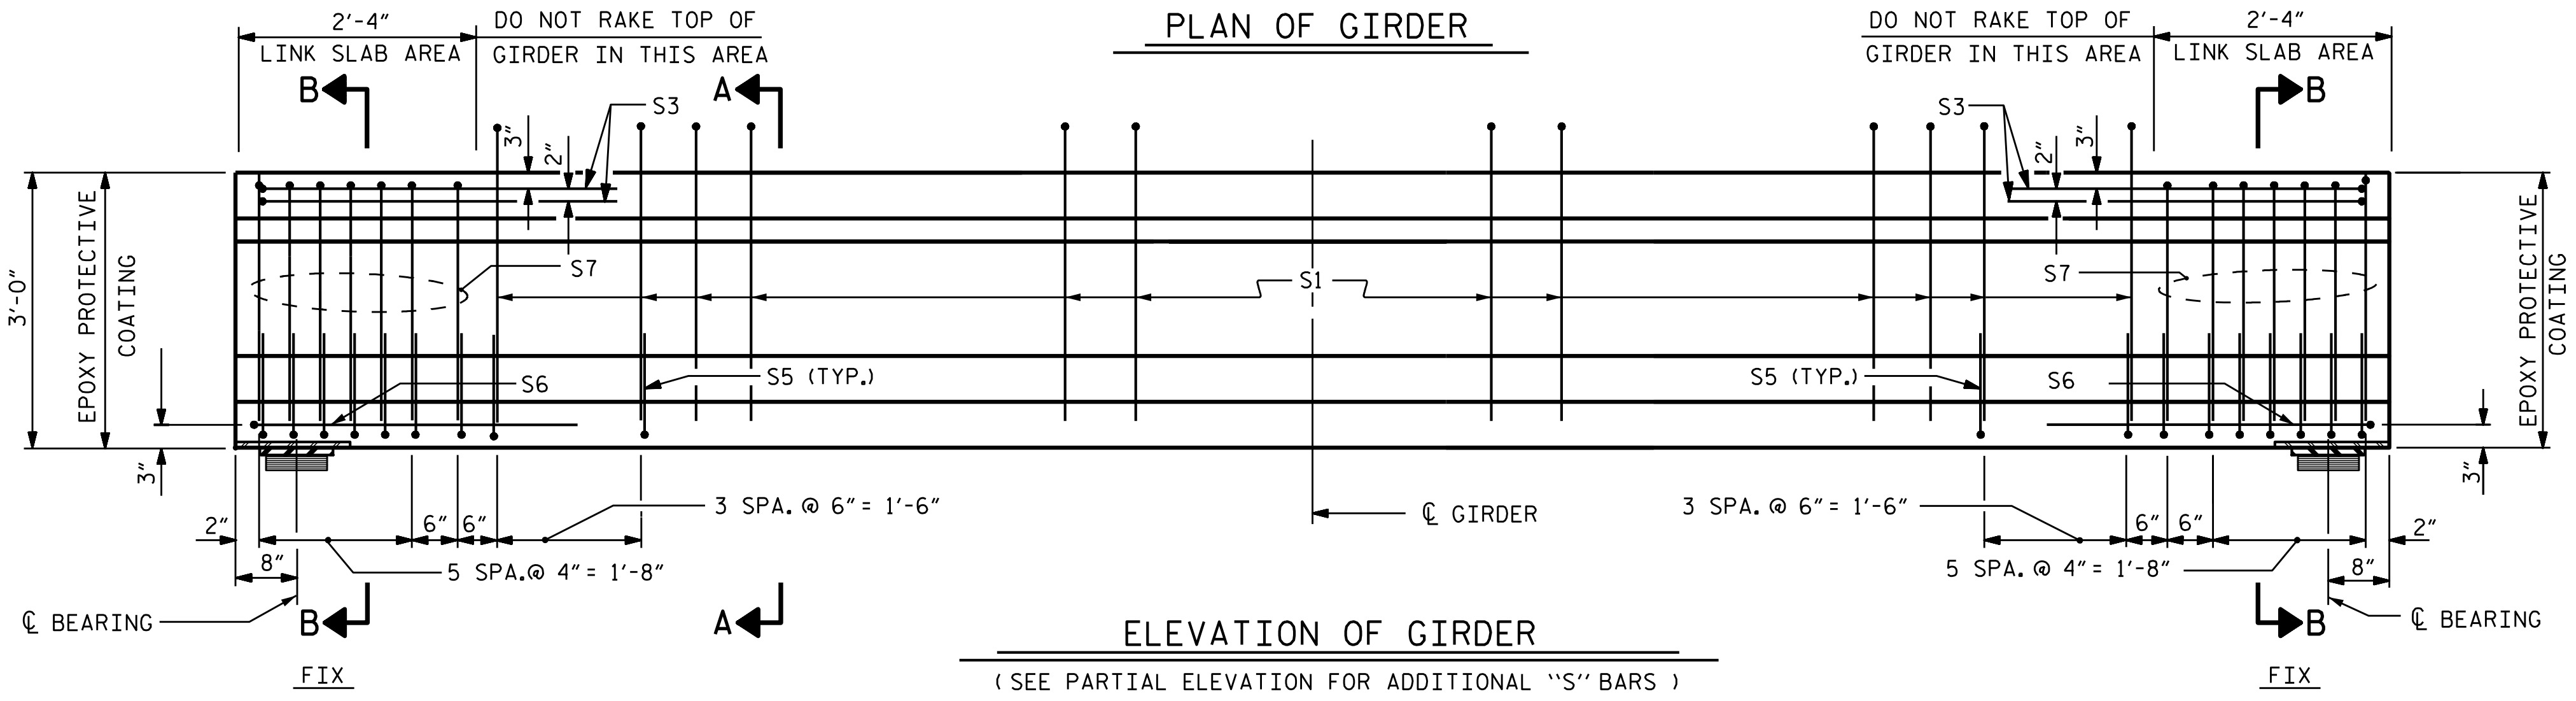 PLAN OF GIRDER
2'-4"
LINK SLAB AREA
DO NOT RAKE TOP OF
GIRDER IN THIS AREA
DO NOT RAKE TOP OF
GIRDER IN THIS AREA
2'-4"
LINK SLAB AREA
B
A
B
S3
S3
3"
2"
2"
3"
3'-0"
EPOXY PROTECTIVE
COATING
S7
S1
S7
EPOXY PROTECTIVE
COATING
S6
S5 (TYP.)
S5 (TYP.)
S6
3"
3"
3 SPA. @ 6" = 1'-6"
℄ GIRDER
3 SPA. @ 6" = 1'-6"
2"
6"
6"
6"
6"
2"
8"
5 SPA. @ 4" = 1'-8"
5 SPA. @ 4" = 1'-8"
8"
℄ BEARING
B
A
B
℄ BEARING
FIX
ELEVATION OF GIRDER
(SEE PARTIAL ELEVATION FOR ADDITIONAL "S" BARS )
FIX